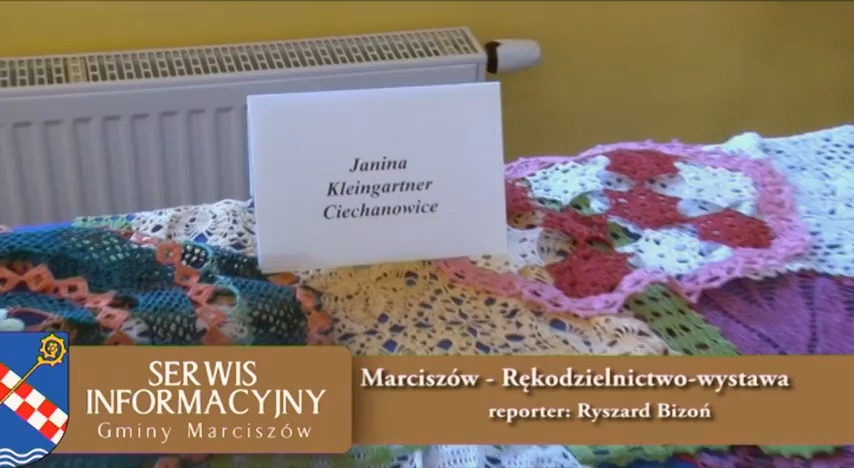 Janina
Kleingartner
Ciechanowice
SERWIS
INFORMACYJNY
Gminy Marciszów
Marciszów - Rękodzielnictwo-wystawa
reporter: Ryszard Bizoń